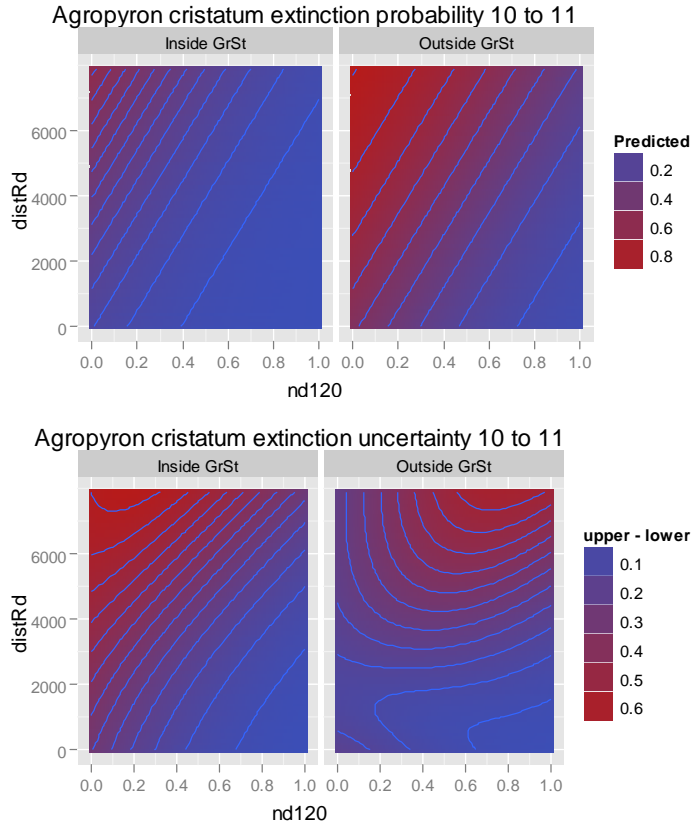 Agropyron cristatum extinction probability 10 to 11
Inside GrSt
Outside GrSt
distRd
6000
4000
2000
0
0.0 0.2 0.4 0.6 0.8 1.0
0.0 0.2 0.4 0.6 0.8 1.0
nd120
Predicted
0.2
0.4
0.6
0.8
Agropyron cristatum extinction uncertainty 10 to 11
Inside GrSt
Outside GrSt
distRd
6000
4000
2000
0
0.0 0.2 0.4 0.6 0.8 1.0
0.0 0.2 0.4 0.6 0.8 1.0
nd120
upper - lower
0.1
0.2
0.3
0.4
0.5
0.6